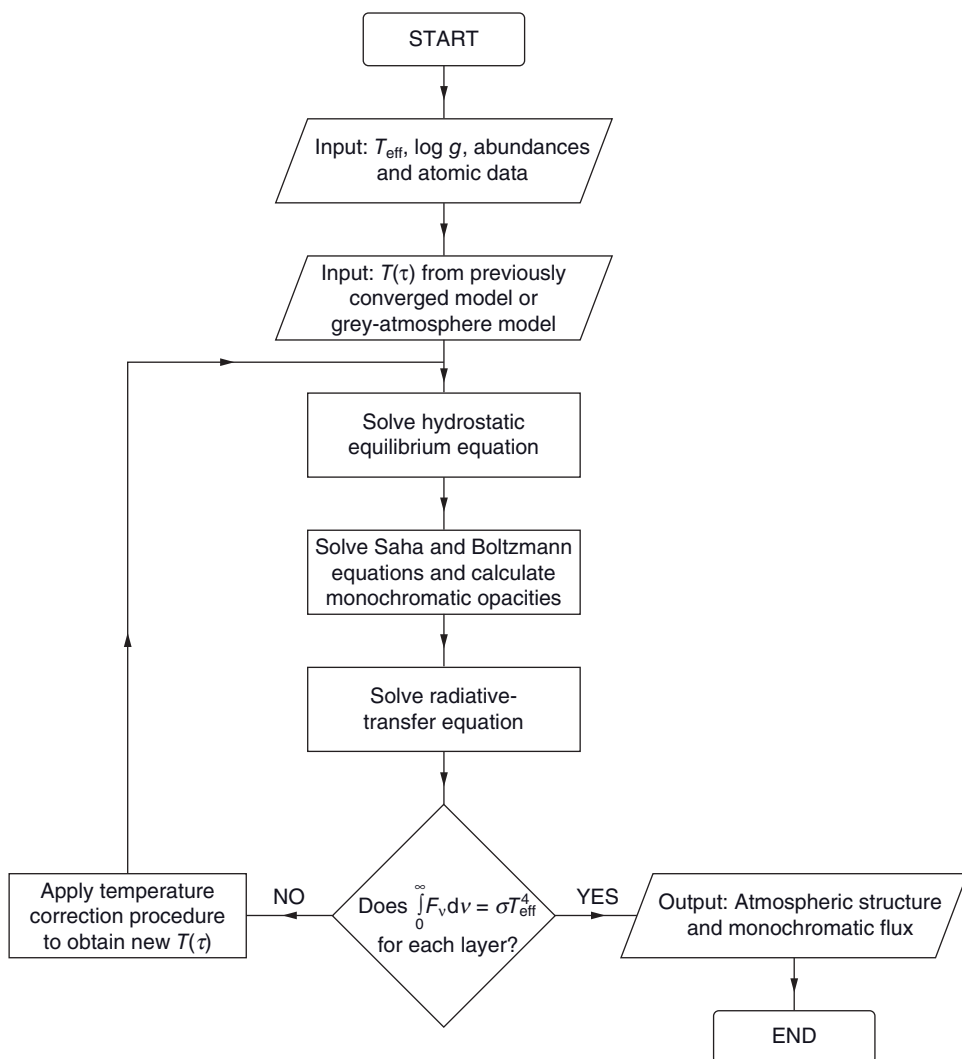 START
Input: T_eff, log g, abundances
and atomic data
Input: T(τ) from previously
converged model or
grey-atmosphere model
Solve hydrostatic
equilibrium equation
Solve Saha and Boltzmann
equations and calculate
monochromatic opacities
Solve radiative-
transfer equation
Does ∫₀^∞ F_ν dν = σT_eff^4
for each layer?
NO
Apply temperature
correction procedure
to obtain new T(τ)
YES
Output: Atmospheric structure
and monochromatic flux
END